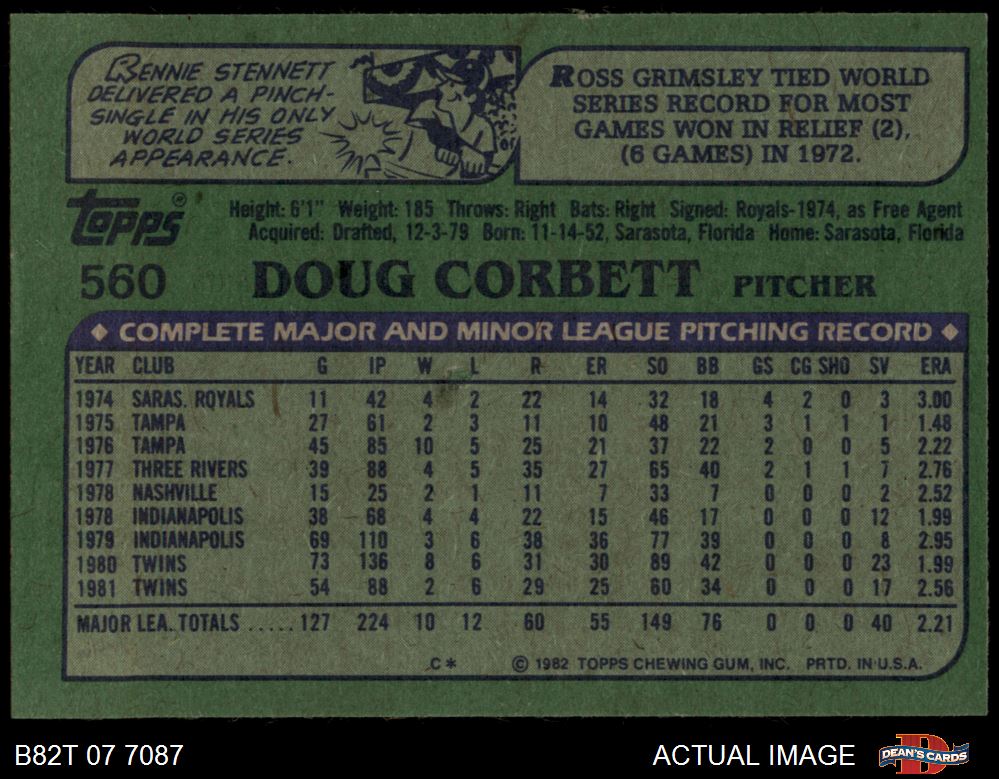 RENNIE STENNETT
DELIVERED A PINCH-
SINGLE IN HIS ONLY
WORLD SERIES
APPEARANCE.
ROSS GRIMSLEY TIED WORLD
SERIES RECORD FOR MOST
GAMES WON IN RELIEF (2),
(6 GAMES) IN 1972.
Topps®
Height: 6'1" Weight: 185 Throws: Right Bats: Right Signed: Royals-1974, as Free Agent
Acquired: Drafted, 12-3-79 Born: 11-14-52, Sarasota, Florida Home: Sarasota, Florida
560 DOUG CORBETT PITCHER
◆ COMPLETE MAJOR AND MINOR LEAGUE PITCHING RECORD ◆
YEAR CLUB G IP W L R ER SO BB GS CG SHO SV ERA
1974 SARAS. ROYALS 11 42 4 2 22 14 32 18 4 2 0 3 3.00
1975 TAMPA 27 61 2 3 11 10 48 21 3 1 1 1 1.48
1976 TAMPA 45 85 10 5 25 21 37 22 2 0 0 5 2.22
1977 THREE RIVERS 39 88 4 5 35 27 65 40 2 1 1 7 2.76
1978 NASHVILLE 15 25 2 1 11 7 33 7 0 0 0 2 2.52
1978 INDIANAPOLIS 38 68 4 4 22 15 46 17 0 0 0 12 1.99
1979 INDIANAPOLIS 69 110 3 6 38 36 77 39 0 0 0 8 2.95
1980 TWINS 73 136 8 6 31 30 89 42 0 0 0 23 1.99
1981 TWINS 54 88 2 6 29 25 60 34 0 0 0 17 2.56
MAJOR LEA. TOTALS ..... 127 224 10 12 60 55 149 76 0 0 0 40 2.21
C* © 1982 TOPPS CHEWING GUM, INC. PRTD. IN U.S.A.
B82T 07 7087 ACTUAL IMAGE DEAN'S CARDS